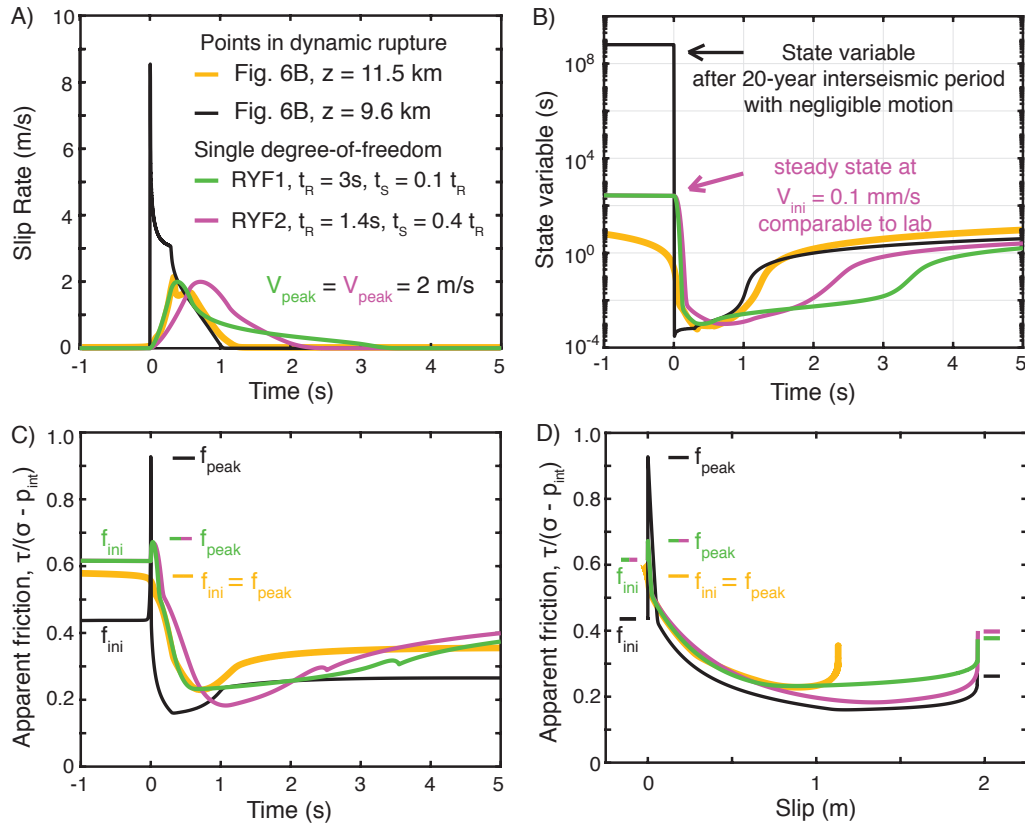 A)
10
8
6
4
2
0
Slip Rate (m/s)
Points in dynamic rupture
Fig. 6B, z = 11.5 km
Fig. 6B, z = 9.6 km
Single degree-of-freedom
RYF1, t_R = 3s, t_S = 0.1 t_R
RYF2, t_R = 1.4s, t_S = 0.4 t_R
V_peak = V_peak = 2 m/s
-1 0 1 2 3 4 5
Time (s)
B)
10^8
10^4
10^0
10^-4
State variable (s)
State variable
after 20-year interseismic period
with negligible motion
steady state at
V_ini = 0.1 mm/s
comparable to lab
-1 0 1 2 3 4 5
Time (s)
C)
1.0
0.8
0.6
0.4
0.2
0
Apparent friction, τ/(σ - p_int)
f_peak
f_ini
f_peak
f_ini = f_peak
f_ini
-1 0 1 2 3 4 5
Time (s)
D)
1.0
0.8
0.6
0.4
0.2
0
Apparent friction, τ/(σ - p_int)
f_peak
f_peak
f_ini
f_ini = f_peak
f_ini
0 1 2
Slip (m)